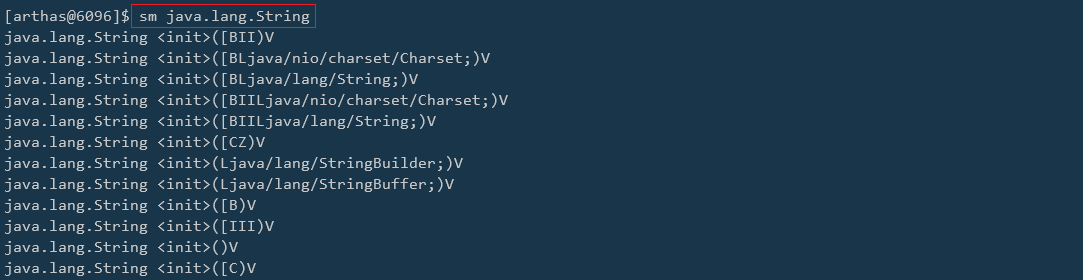 [arthas@6096]$ sm java.lang.String
java.lang.String <init>([BII)V
java.lang.String <init>([BLjava/nio/charset/Charset;)V
java.lang.String <init>([BLjava/lang/String;)V
java.lang.String <init>([BIILjava/nio/charset/Charset;)V
java.lang.String <init>([BIILjava/lang/String;)V
java.lang.String <init>([CZ)V
java.lang.String <init>(Ljava/lang/StringBuilder;)V
java.lang.String <init>(Ljava/lang/StringBuffer;)V
java.lang.String <init>([B)V
java.lang.String <init>([III)V
java.lang.String <init>()V
java.lang.String <init>([C)V